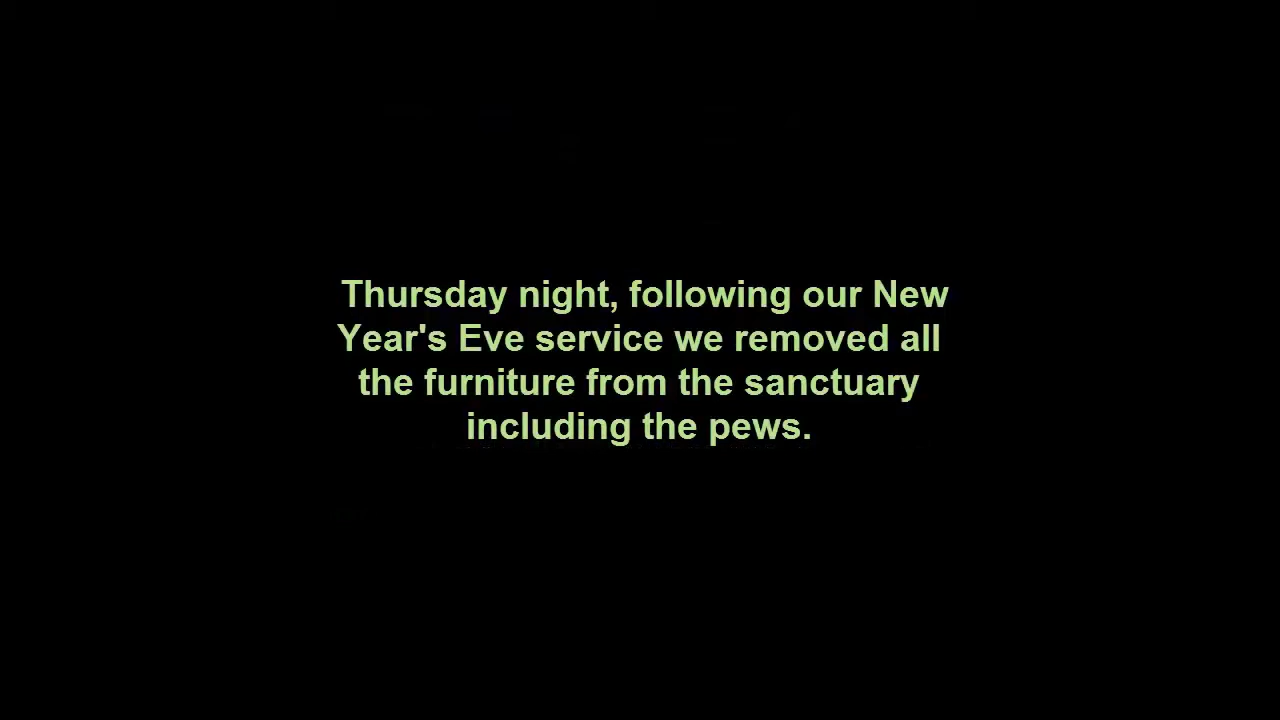 Thursday night, following our New
Year's Eve service we removed all
the furniture from the sanctuary
including the pews.